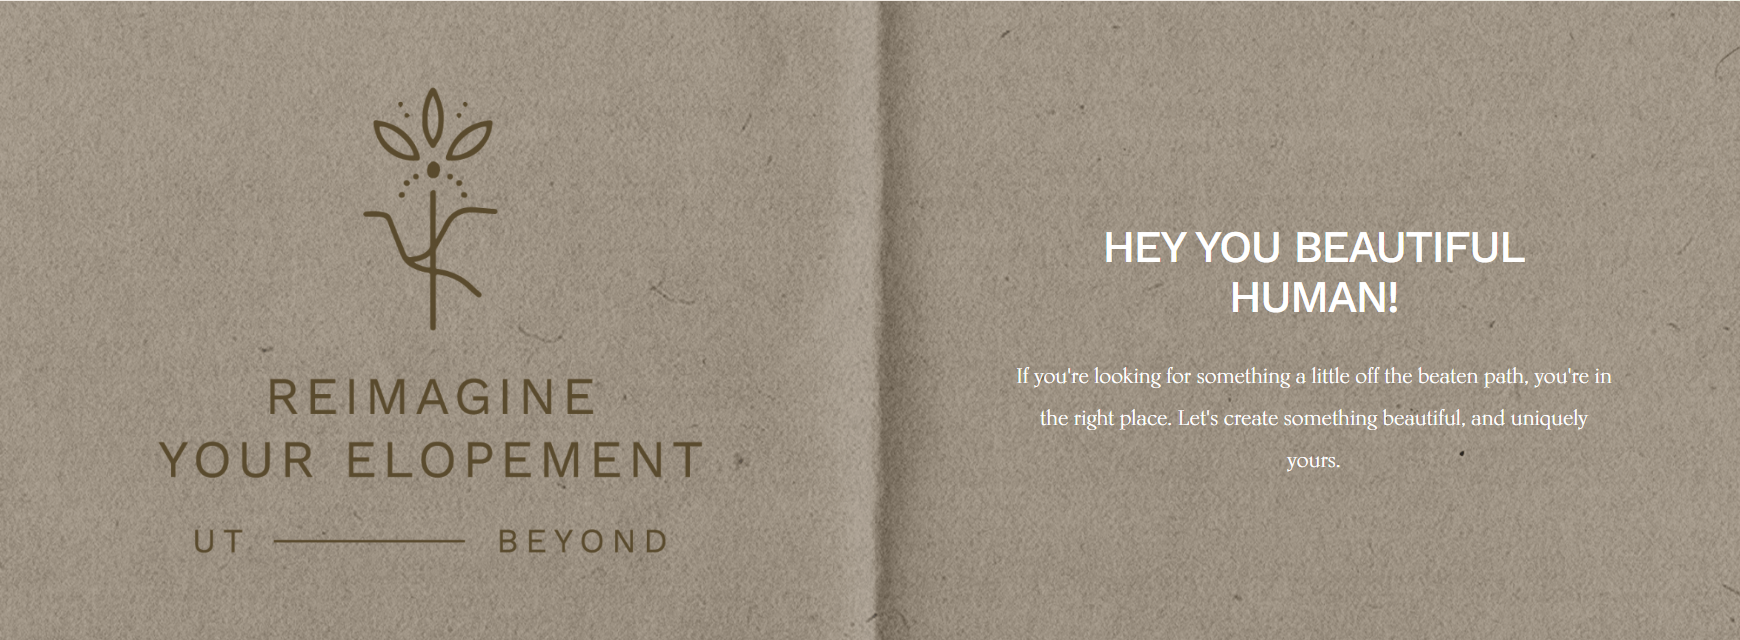 REIMAGINE
YOUR ELOPEMENT
UT BEYOND
HEY YOU BEAUTIFUL
HUMAN!
If you're looking for something a little off the beaten path, you're in
the right place. Let's create something beautiful, and uniquely
yours.